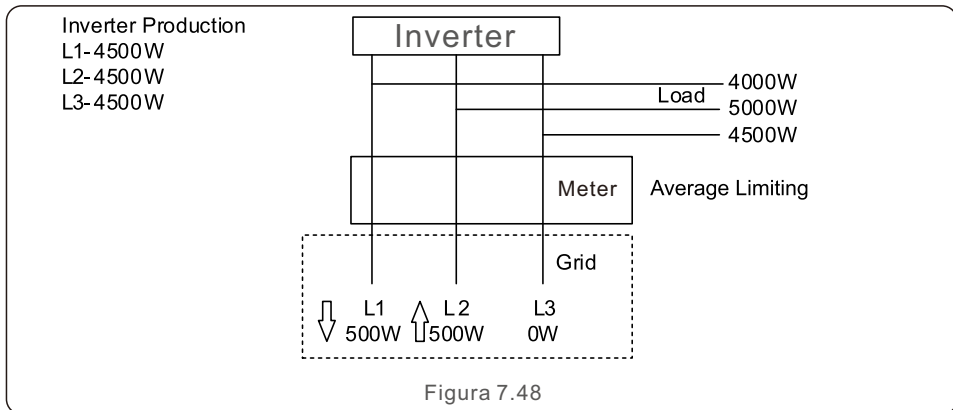 Inverter Production
L1-4500W
L2-4500W
L3-4500W
Inverter
4000W
Load
5000W
4500W
Meter
Average Limiting
Grid
L1 L2 L3
500W 500W 0W
Figura 7.48